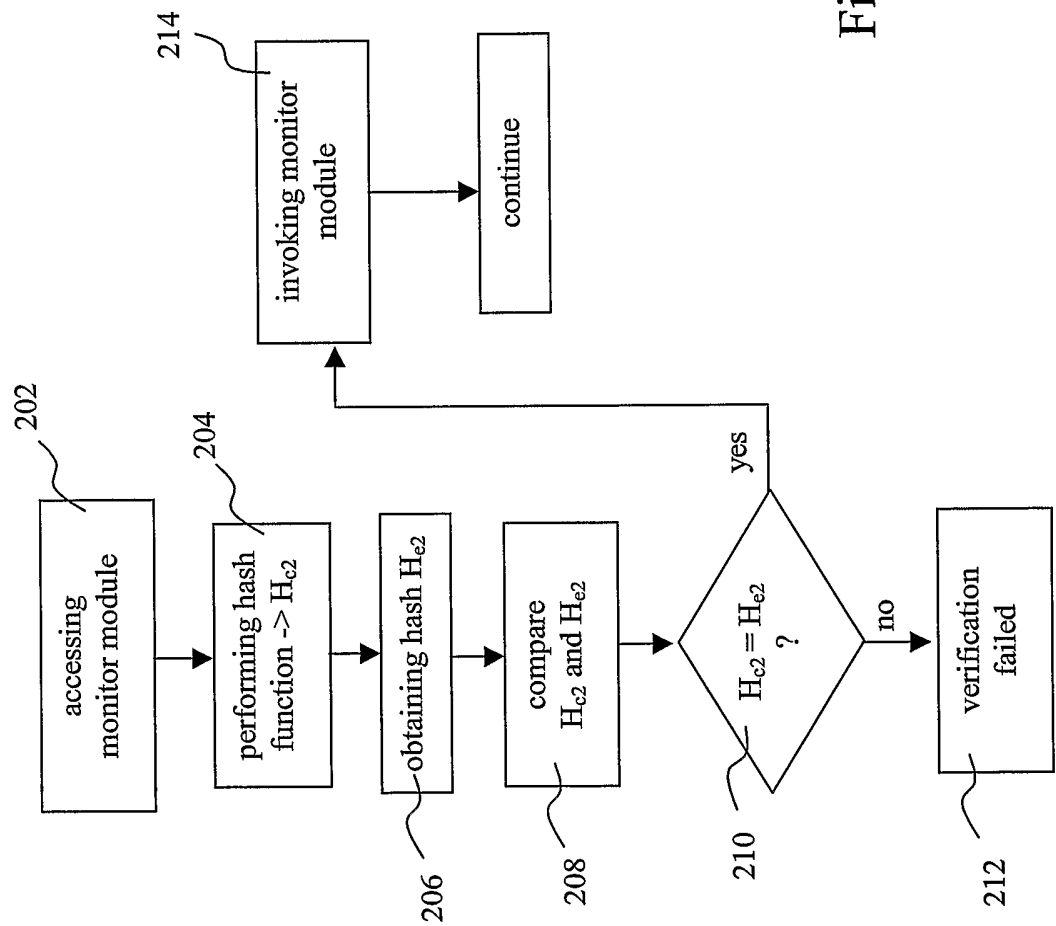 202
accessing
monitor module
204
performing hash
function -> Hc2
206
obtaining hash He2
208
compare
Hc2 and He2
210
Hc2 = He2
?
yes
no
212
verification
failed
214
invoking monitor
module
continue
Fi